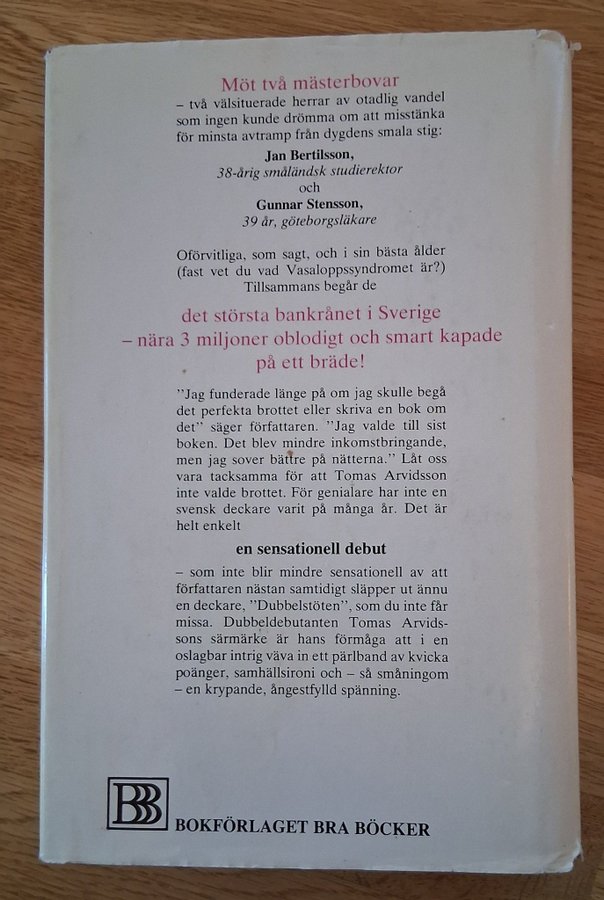 Möt två mästerbovar
– två välsituerade herrar av otadlig vandel
som ingen kunde drömma om att misstänka
för minsta avtramp från dygdens smala stig:
Jan Bertilsson,
38-årig småländsk studierektor
och
Gunnar Stensson,
39 år, göteborgsläkare
Oförvitliga, som sagt, och i sin bästa ålder
(fast vet du vad Vasaloppssyndromet är?)
Tillsammans begår de
det största bankrånet i Sverige
– nära 3 miljoner oblodigt och smart kapade
på ett bräde!
"Jag funderade länge på om jag skulle begå
det perfekta brottet eller skriva en bok om
det" säger författaren. "Jag valde till sist
boken. Det blev mindre inkomstbringande,
men jag sover bättre på nätterna." Låt oss
vara tacksamma för att Tomas Arvidsson
inte valde brottet. För genialare har inte en
svensk deckare varit på många år. Det är
helt enkelt
en sensationell debut
– som inte blir mindre sensationell av att
författaren nästan samtidigt släpper ut ännu
en deckare, "Dubbelstöten", som du inte får
missa. Dubbeldebutanten Tomas Arvids-
sons särmärke är hans förmåga att i en
oslagbar intrig väva in ett pärlband av kvicka
poänger, samhällsironi och – så småningom
– en krypande, ångestfylld spänning.
BBB
BOKFÖRLAGET BRA BÖCKER